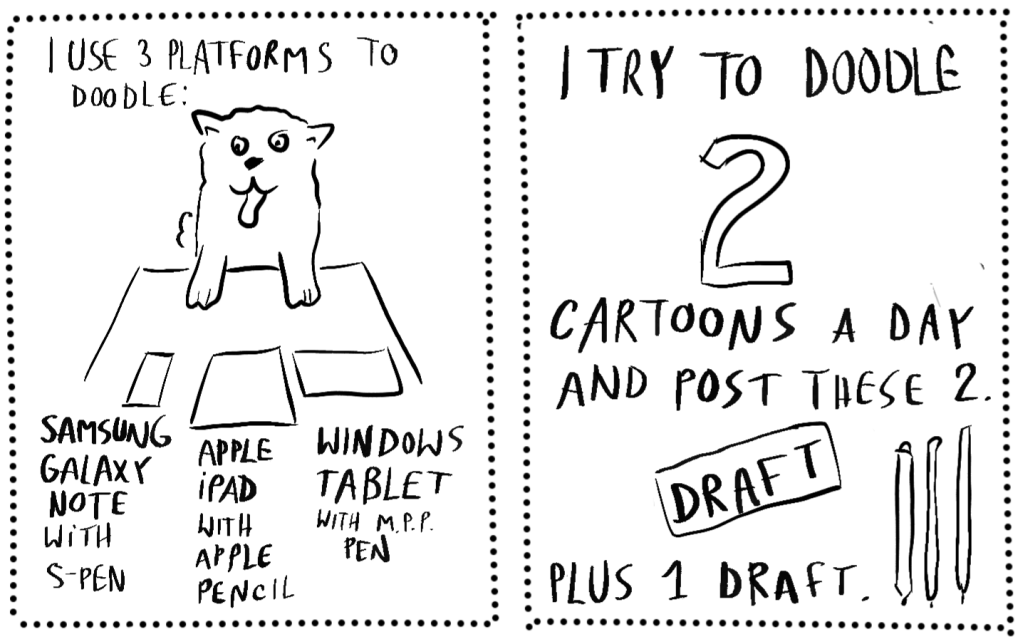 I USE 3 PLATFORMS TO
DOODLE:
SAMSUNG
GALAXY
NOTE
WITH
S-PEN
APPLE
iPAD
WITH
APPLE
PENCIL
WINDOWS
TABLET
WITH M.P.P.
PEN
I TRY TO DOODLE
2
CARTOONS A DAY
AND POST THESE 2.
DRAFT
PLUS 1 DRAFT.